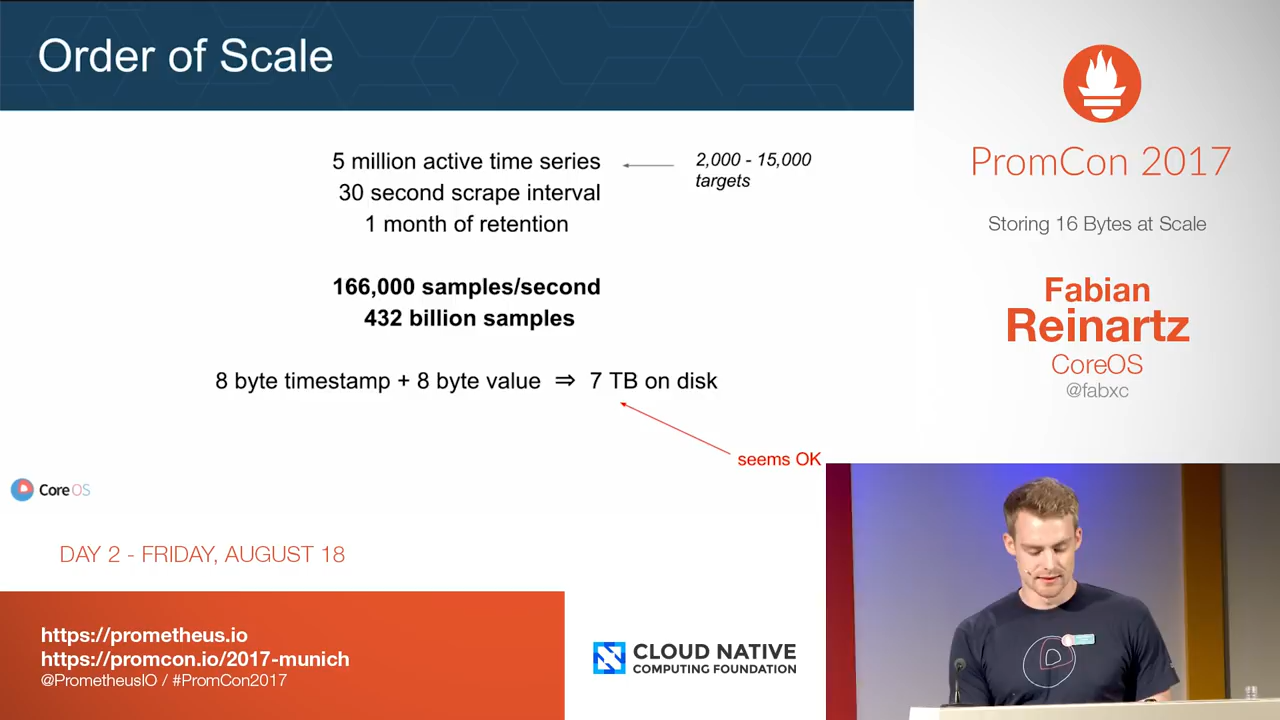 Order of Scale
5 million active time series
30 second scrape interval
1 month of retention
2,000 - 15,000
targets
166,000 samples/second
432 billion samples
8 byte timestamp + 8 byte value ⇒ 7 TB on disk
seems OK
CoreOS
PromCon 2017
Storing 16 Bytes at Scale
Fabian
Reinartz
CoreOS
@fabxc
DAY 2 - FRIDAY, AUGUST 18
https://prometheus.io
https://promcon.io/2017-munich
@PrometheusIO / #PromCon2017
CLOUD NATIVE
COMPUTING FOUNDATION